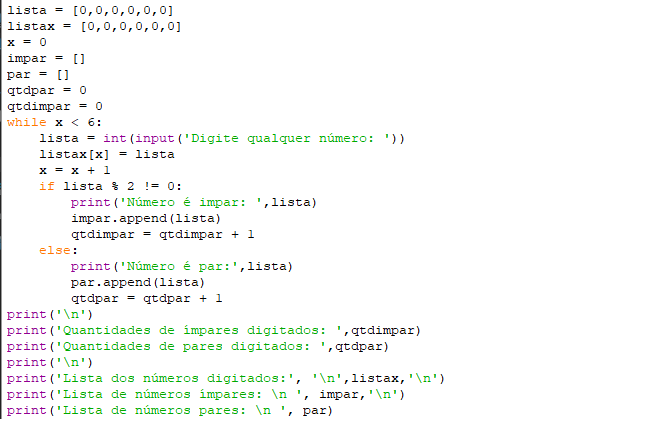 lista = [0,0,0,0,0,0]
listax = [0,0,0,0,0,0]
x = 0
impar = []
par = []
qtdpar = 0
qtdimpar = 0
while x < 6:
    lista = int(input('Digite qualquer número: '))
    listax[x] = lista
    x = x + 1
    if lista % 2 != 0:
        print('Número é impar: ',lista)
        impar.append(lista)
        qtdimpar = qtdimpar + 1
    else:
        print('Número é par:',lista)
        par.append(lista)
        qtdpar = qtdpar + 1
print('\n')
print('Quantidades de ímpares digitados: ',qtdimpar)
print('Quantidades de pares digitados: ',qtdpar)
print('\n')
print('Lista dos números digitados:', '\n',listax,'\n')
print('Lista de números ímpares: \n ', impar,'\n')
print('Lista de números pares: \n ', par)